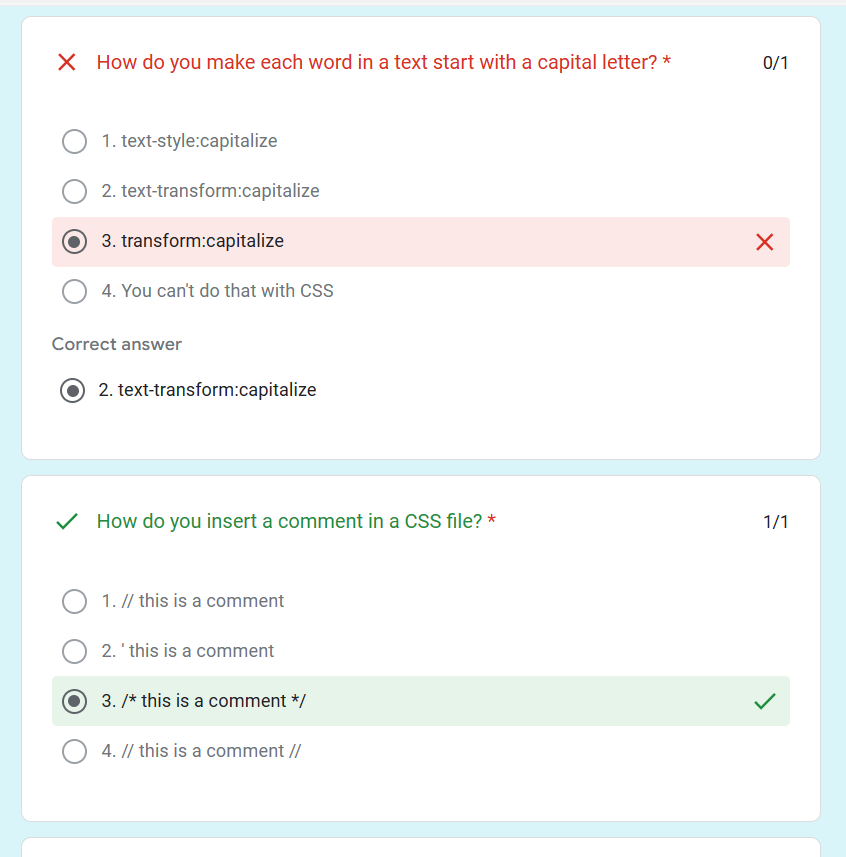 How do you make each word in a text start with a capital letter? * 0/1
1. text-style:capitalize
2. text-transform:capitalize
3. transform:capitalize
4. You can't do that with CSS
Correct answer
2. text-transform:capitalize
How do you insert a comment in a CSS file? * 1/1
1. // this is a comment
2. ' this is a comment
3. /* this is a comment */
4. // this is a comment //